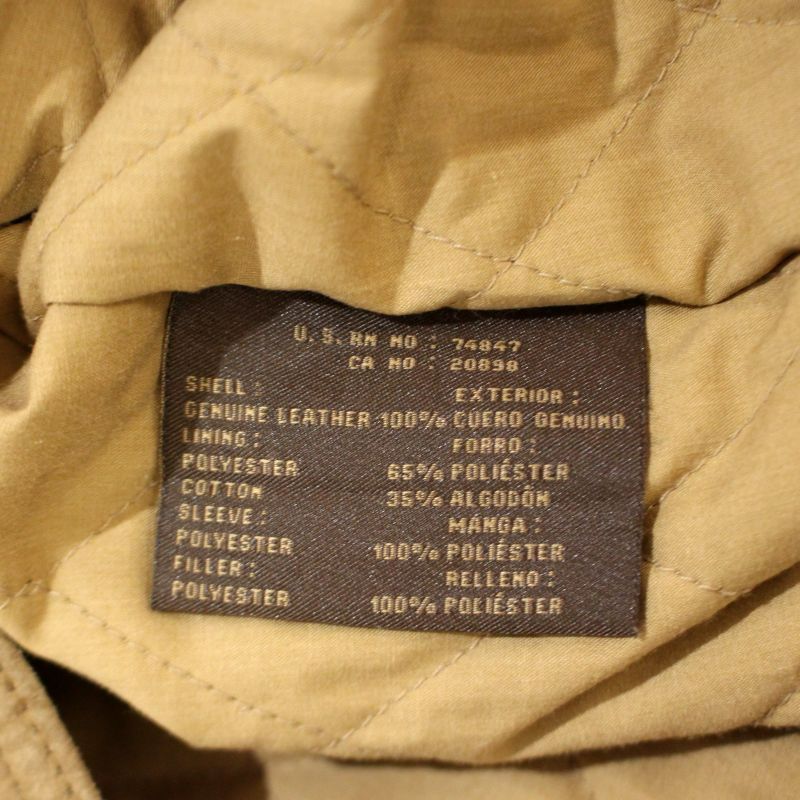 U. S. RN NO : 74847
CA NO : 20898
SHELL : EXTERIOR :
GENUINE LEATHER 100% CUERO GENUINO
LINING : FORRO :
POLYESTER 65% POLIÉSTER
COTTON 35% ALGODÓN
SLEEVE : MANGA :
POLYESTER 100% POLIÉSTER
FILLER : RELLENO :
POLYESTER 100% POLIÉSTER